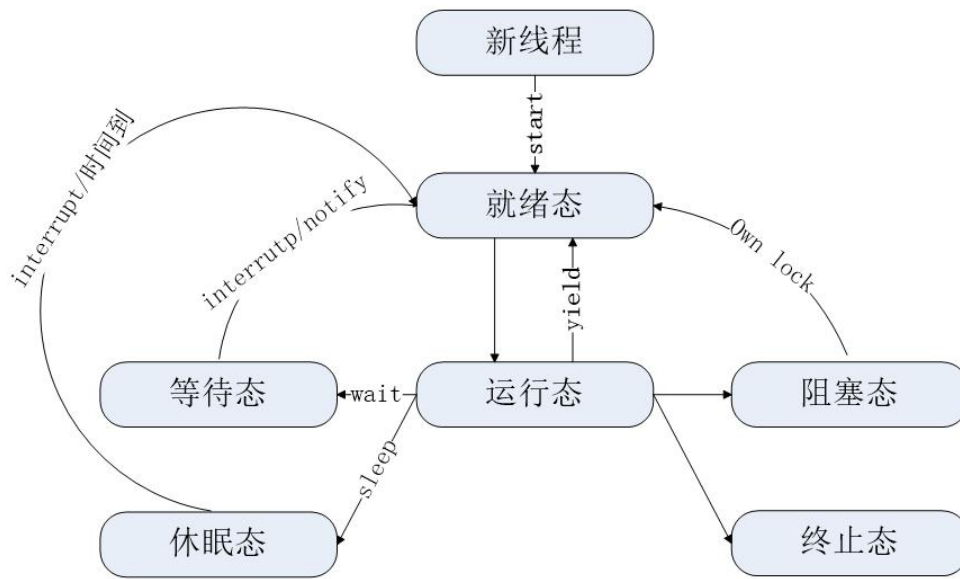 新线程
start
interrupt/时间到
就绪态
interrutp/notify
Own lock
yield
等待态
wait
运行态
阻塞态
sleep
休眠态
终止态